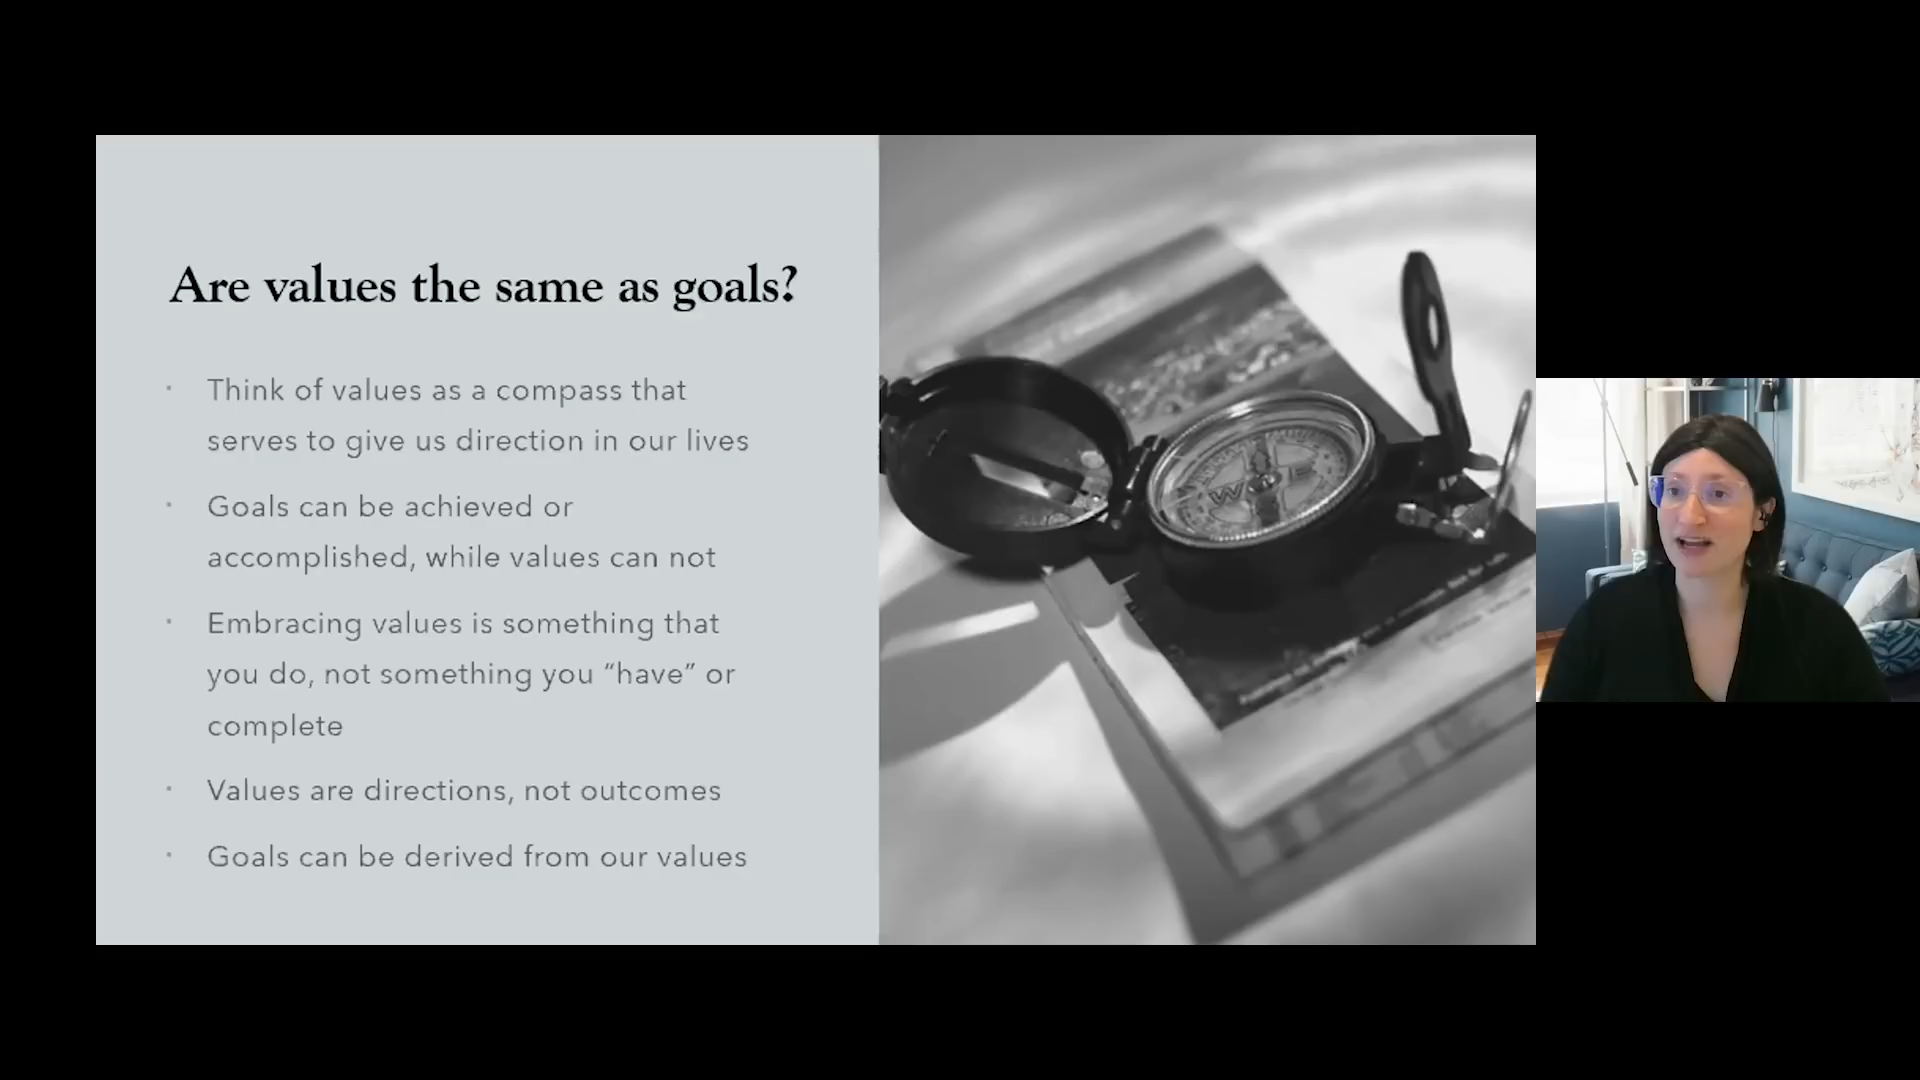 Are values the same as goals?
Think of values as a compass that
serves to give us direction in our lives
Goals can be achieved or
accomplished, while values can not
Embracing values is something that
you do, not something you “have” or
complete
Values are directions, not outcomes
Goals can be derived from our values
W
E